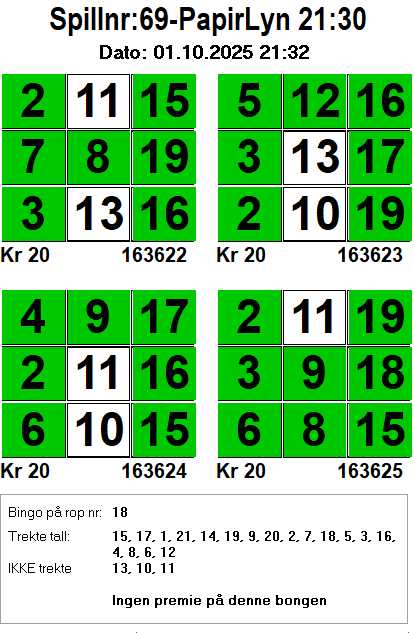 Spillnr:69-PapirLyn 21:30
Dato: 01.10.2025 21:32
2 11 15 5 12 16
7 8 19 3 13 17
3 13 16 2 10 19
Kr 20 163622 Kr 20 163623
4 9 17 2 11 19
2 11 16 3 9 18
6 10 15 6 8 15
Kr 20 163624 Kr 20 163625
Bingo på rop nr: 18
Trekte tall: 15, 17, 1, 21, 14, 19, 9, 20, 2, 7, 18, 5, 3, 16,
4, 8, 6, 12
IKKE trekte 13, 10, 11
Ingen premie på denne bongen